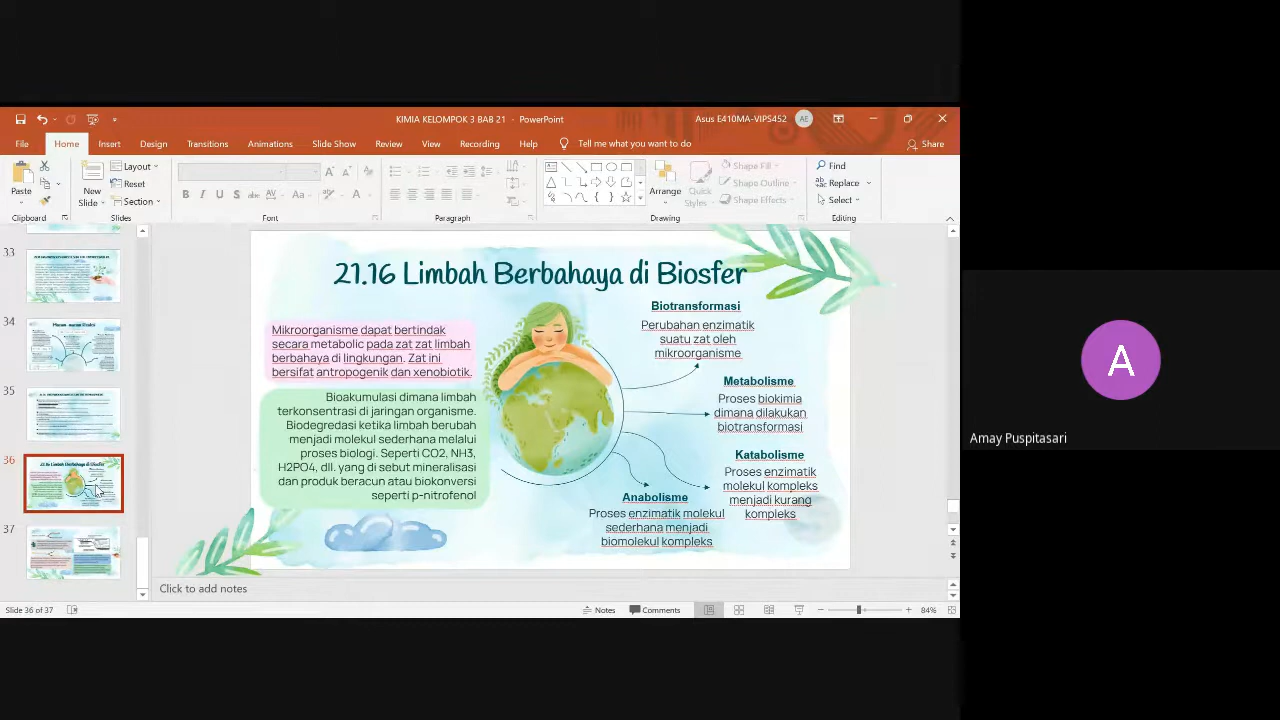 KIMIA KELOMPOK 3 BAB 21 - PowerPoint
Asus E410MA-VIPS452
AE
File Home Insert Design Transitions Animations Slide Show Review View Recording Help Tell me what you want to do
Share
Paste
Clipboard
New Slide
Layout
Reset
Section
Slides
Font
Paragraph
Arrange
Quick Styles
Shape Fill
Shape Outline
Shape Effects
Drawing
Find
Replace
Select
Editing
33
34
35
36
37
21.16 Limbah Berbahaya di Biosfer
Mikroorganisme dapat bertindak
secara metabolic pada zat zat limbah
berbahaya di lingkungan. Zat ini
bersifat antropogenik dan xenobiotik.
Bioakumulasi dimana limbah
terkonsentrasi di jaringan organisme.
Biodegredasi ketika limbah berubah
menjadi molekul sederhana melalui
proses biologi. Seperti CO2, NH3,
H2PO4, dll. yang di sebut mineralisasi
dan produk beracun atau biokonversi
seperti p-nitrofenol
Biotransformasi
Perubahan enzimatik
suatu zat oleh
mikroorganisme
Metabolisme
Proses biokimia
dimana dilakukan
biotransformasi
Katabolisme
Proses enzimatik
molekul kompleks
menjadi kurang
kompleks
Anabolisme
Proses enzimatik molekul
sederhana menjadi
biomolekul kompleks
Click to add notes
Slide 36 of 37
Notes
Comments
84%
A
Amay Puspitasari